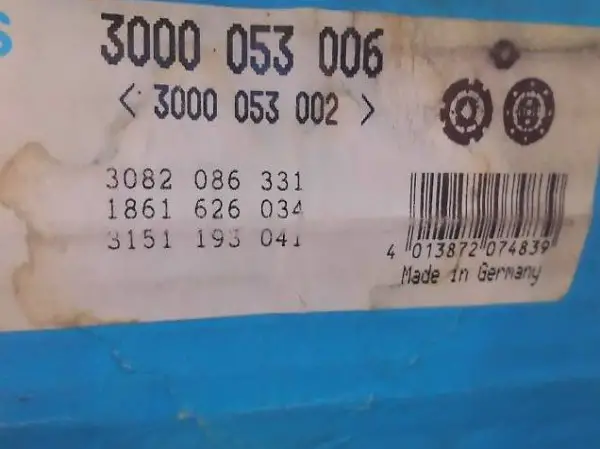 S
3000 053 006
< 3000 053 002 >
3082 086 331
1861 626 034
3151 193 041
4 013872 074839
Made in Germany